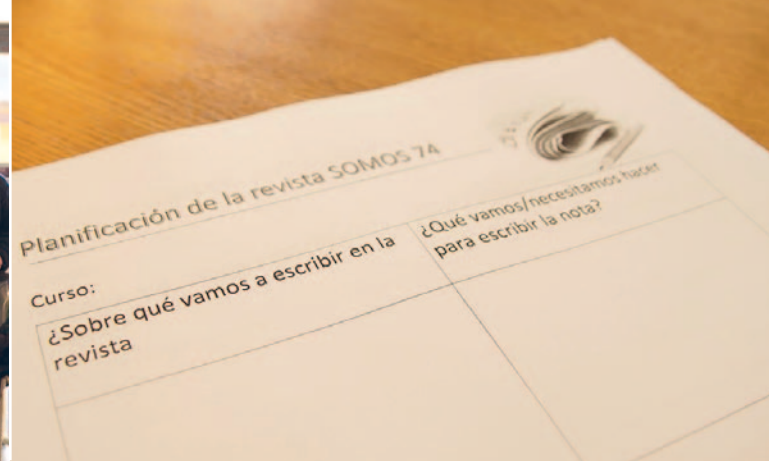 Planificación de la revista SOMOS 74
Curso:
¿Sobre qué vamos a escribir en la
revista
¿Qué vamos/necesitamos hacer
para escribir la nota?